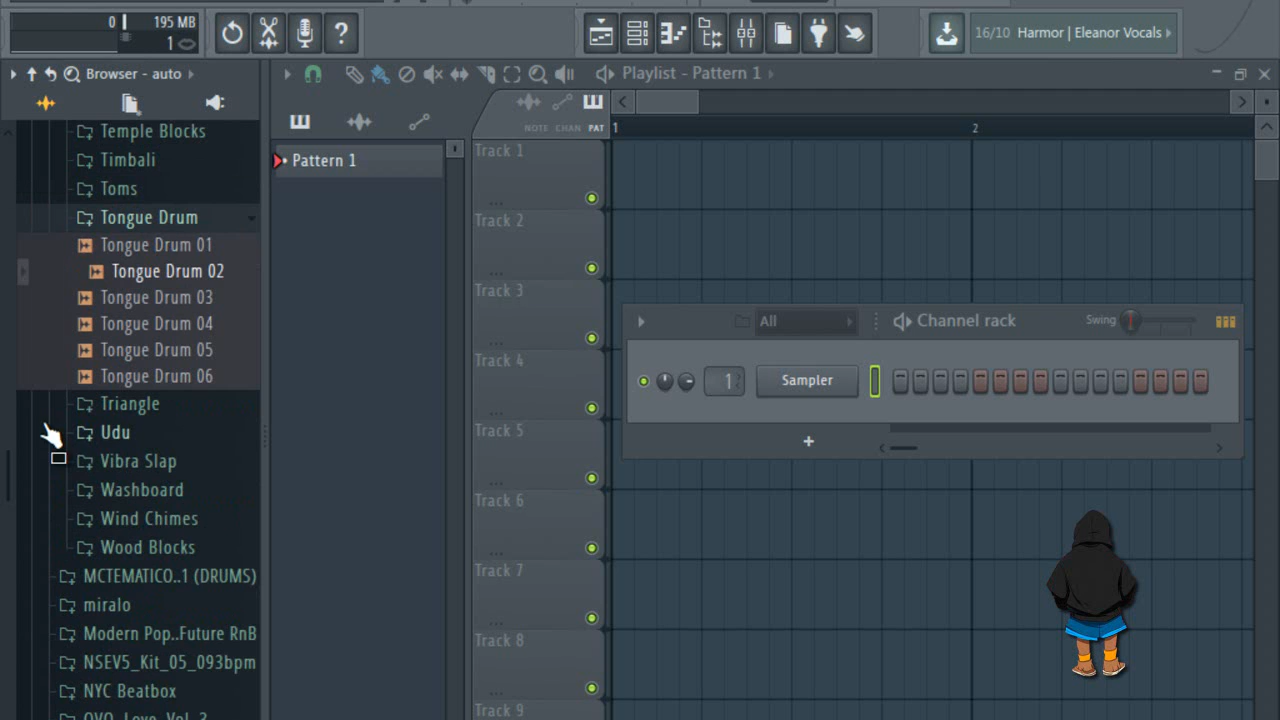 0 195 MB
1
?
16/10 Harmor | Eleanor Vocals
Browser - auto
Playlist - Pattern 1
NOTE CHAN PAT
1 2
Temple Blocks
Timbali
Toms
Tongue Drum
Tongue Drum 01
Tongue Drum 02
Tongue Drum 03
Tongue Drum 04
Tongue Drum 05
Tongue Drum 06
Triangle
Udu
Vibra Slap
Washboard
Wind Chimes
Wood Blocks
MCTEMATICO..1 (DRUMS)
miralo
Modern Pop..Future RnB
NSEV5_Kit_05_093bpm
NYC Beatbox
OVO_Love_Vol. 3
Pattern 1
Track 1
...
Track 2
...
Track 3
...
Track 4
...
Track 5
...
Track 6
...
Track 7
...
Track 8
...
Track 9
All Channel rack Swing
1 Sampler
+